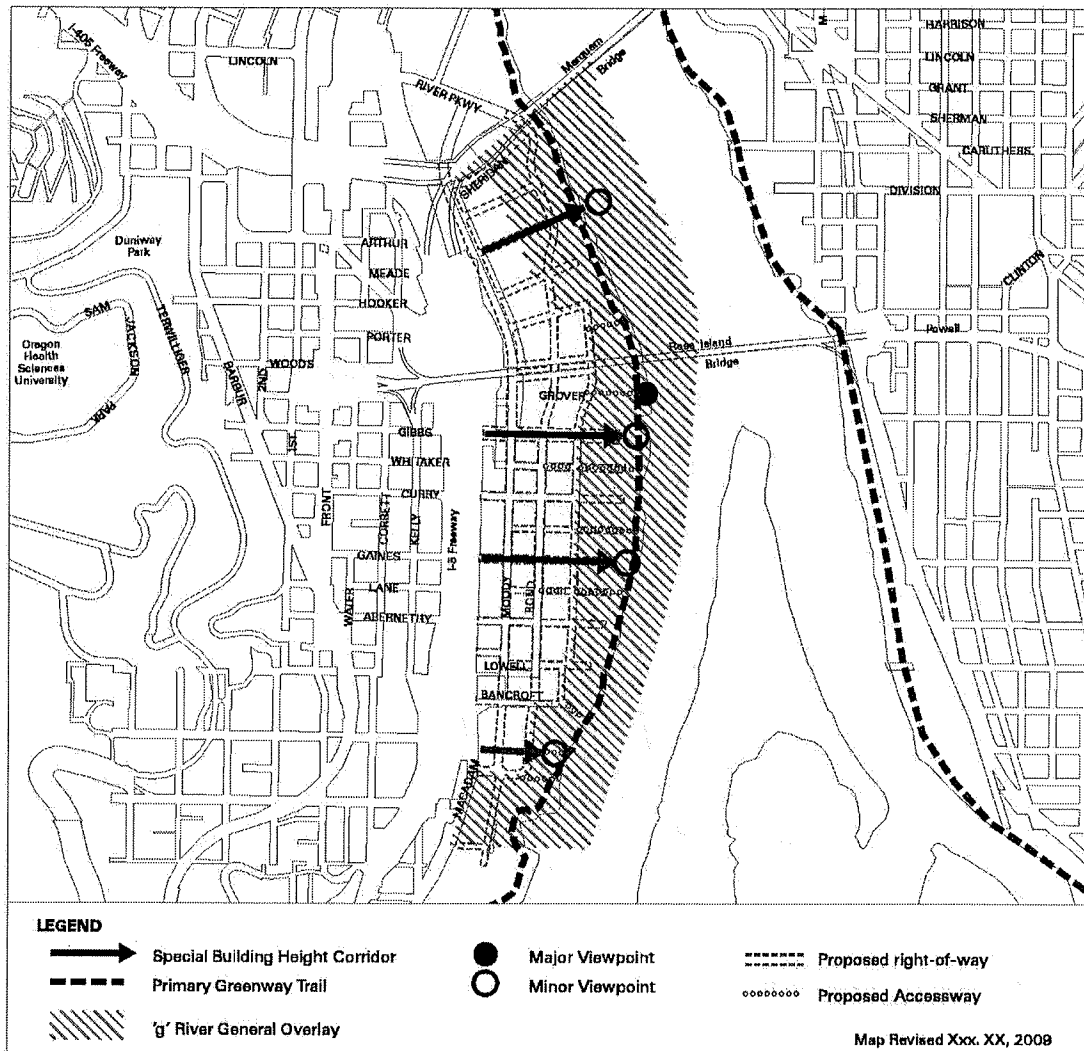 I-405 Freeway
LINCOLN
Marquam
Bridge
RIVER PKWY
M
HARRISON
LINCOLN
GRANT
SHERMAN
CARUTHERS
DIVISION
SHERIDAN
Duniway
Park
ARTHUR
MEADE
HOOKER
PORTER
CLINTON
SAM
JACKSON
PARK
TERWILLIGER
Oregon
Health
Sciences
University
BARBUR
2ND
WOODS
Ross Island
Bridge
Powell
GROVER
GIBBS
1ST
WHITAKER
FRONT
CURRY
CORBETT
KELLY
I-5 Freeway
GAINES
LANE
WATER
ABERNETHY
MOODY
BOND
LOWELL
BANCROFT
MACADAM
LEGEND
Special Building Height Corridor
Primary Greenway Trail
'g' River General Overlay
Major Viewpoint
Minor Viewpoint
Proposed right-of-way
Proposed Accessway
Map Revised Xxx. XX, 2009